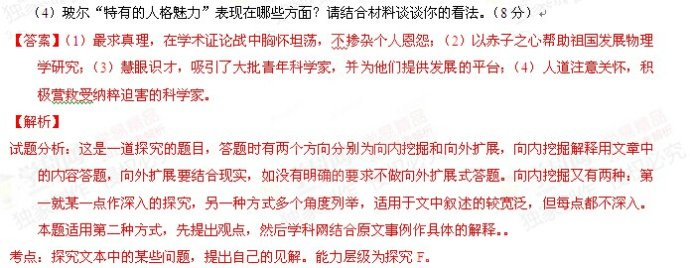 （4）玻尔“特有的人格魅力”表现在哪些方面？请结合材料谈谈你的看法。（8分）
【答案】（1）最求真理，在学术证论战中胸怀坦荡，不掺杂个人恩怨；（2）以赤子之心帮助祖国发展物理
学研究；（3）慧眼识才，吸引了大批青年科学家，并为他们提供发展的平台；（4）人道注意关怀，积
极营救受纳粹迫害的科学家。
【解析】
试题分析：这是一道探究的题目，答题时有两个方向分别为向内挖掘和向外扩展，向内挖掘解释用文章中
的内容答题，向外扩展要结合现实，如没有明确的要求不做向外扩展式答题。向内挖掘又有两种：第
一就某一点作深入的探究，另一种方式多个角度列举，适用于文中叙述的较宽泛，但每点都不深入。
本题适用第二种方式，先提出观点，然后学科网结合原文事例作具体的解释。。
考点：探究文本中的某些问题，提出自己的见解。能力层级为探究 F。